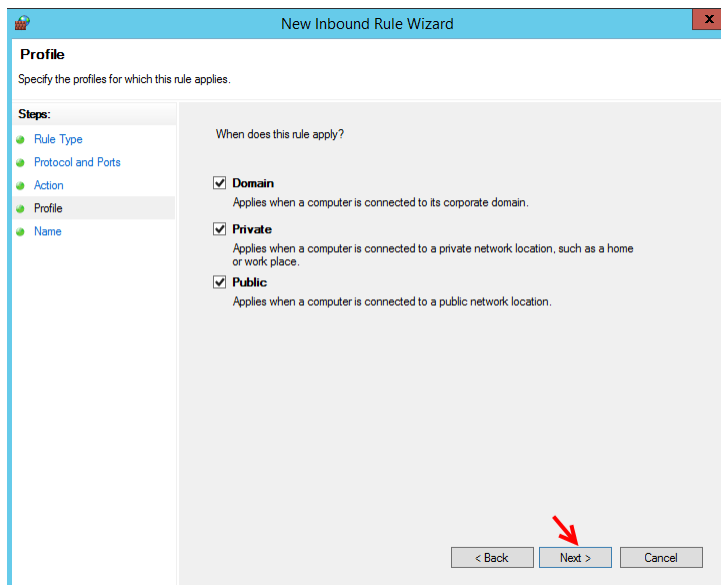 New Inbound Rule Wizard
x
Profile
Specify the profiles for which this rule applies.
Steps:
Rule Type
Protocol and Ports
Action
Profile
Name
When does this rule apply?
Domain
Applies when a computer is connected to its corporate domain.
Private
Applies when a computer is connected to a private network location, such as a home
or work place.
Public
Applies when a computer is connected to a public network location.
< Back
Next >
Cancel